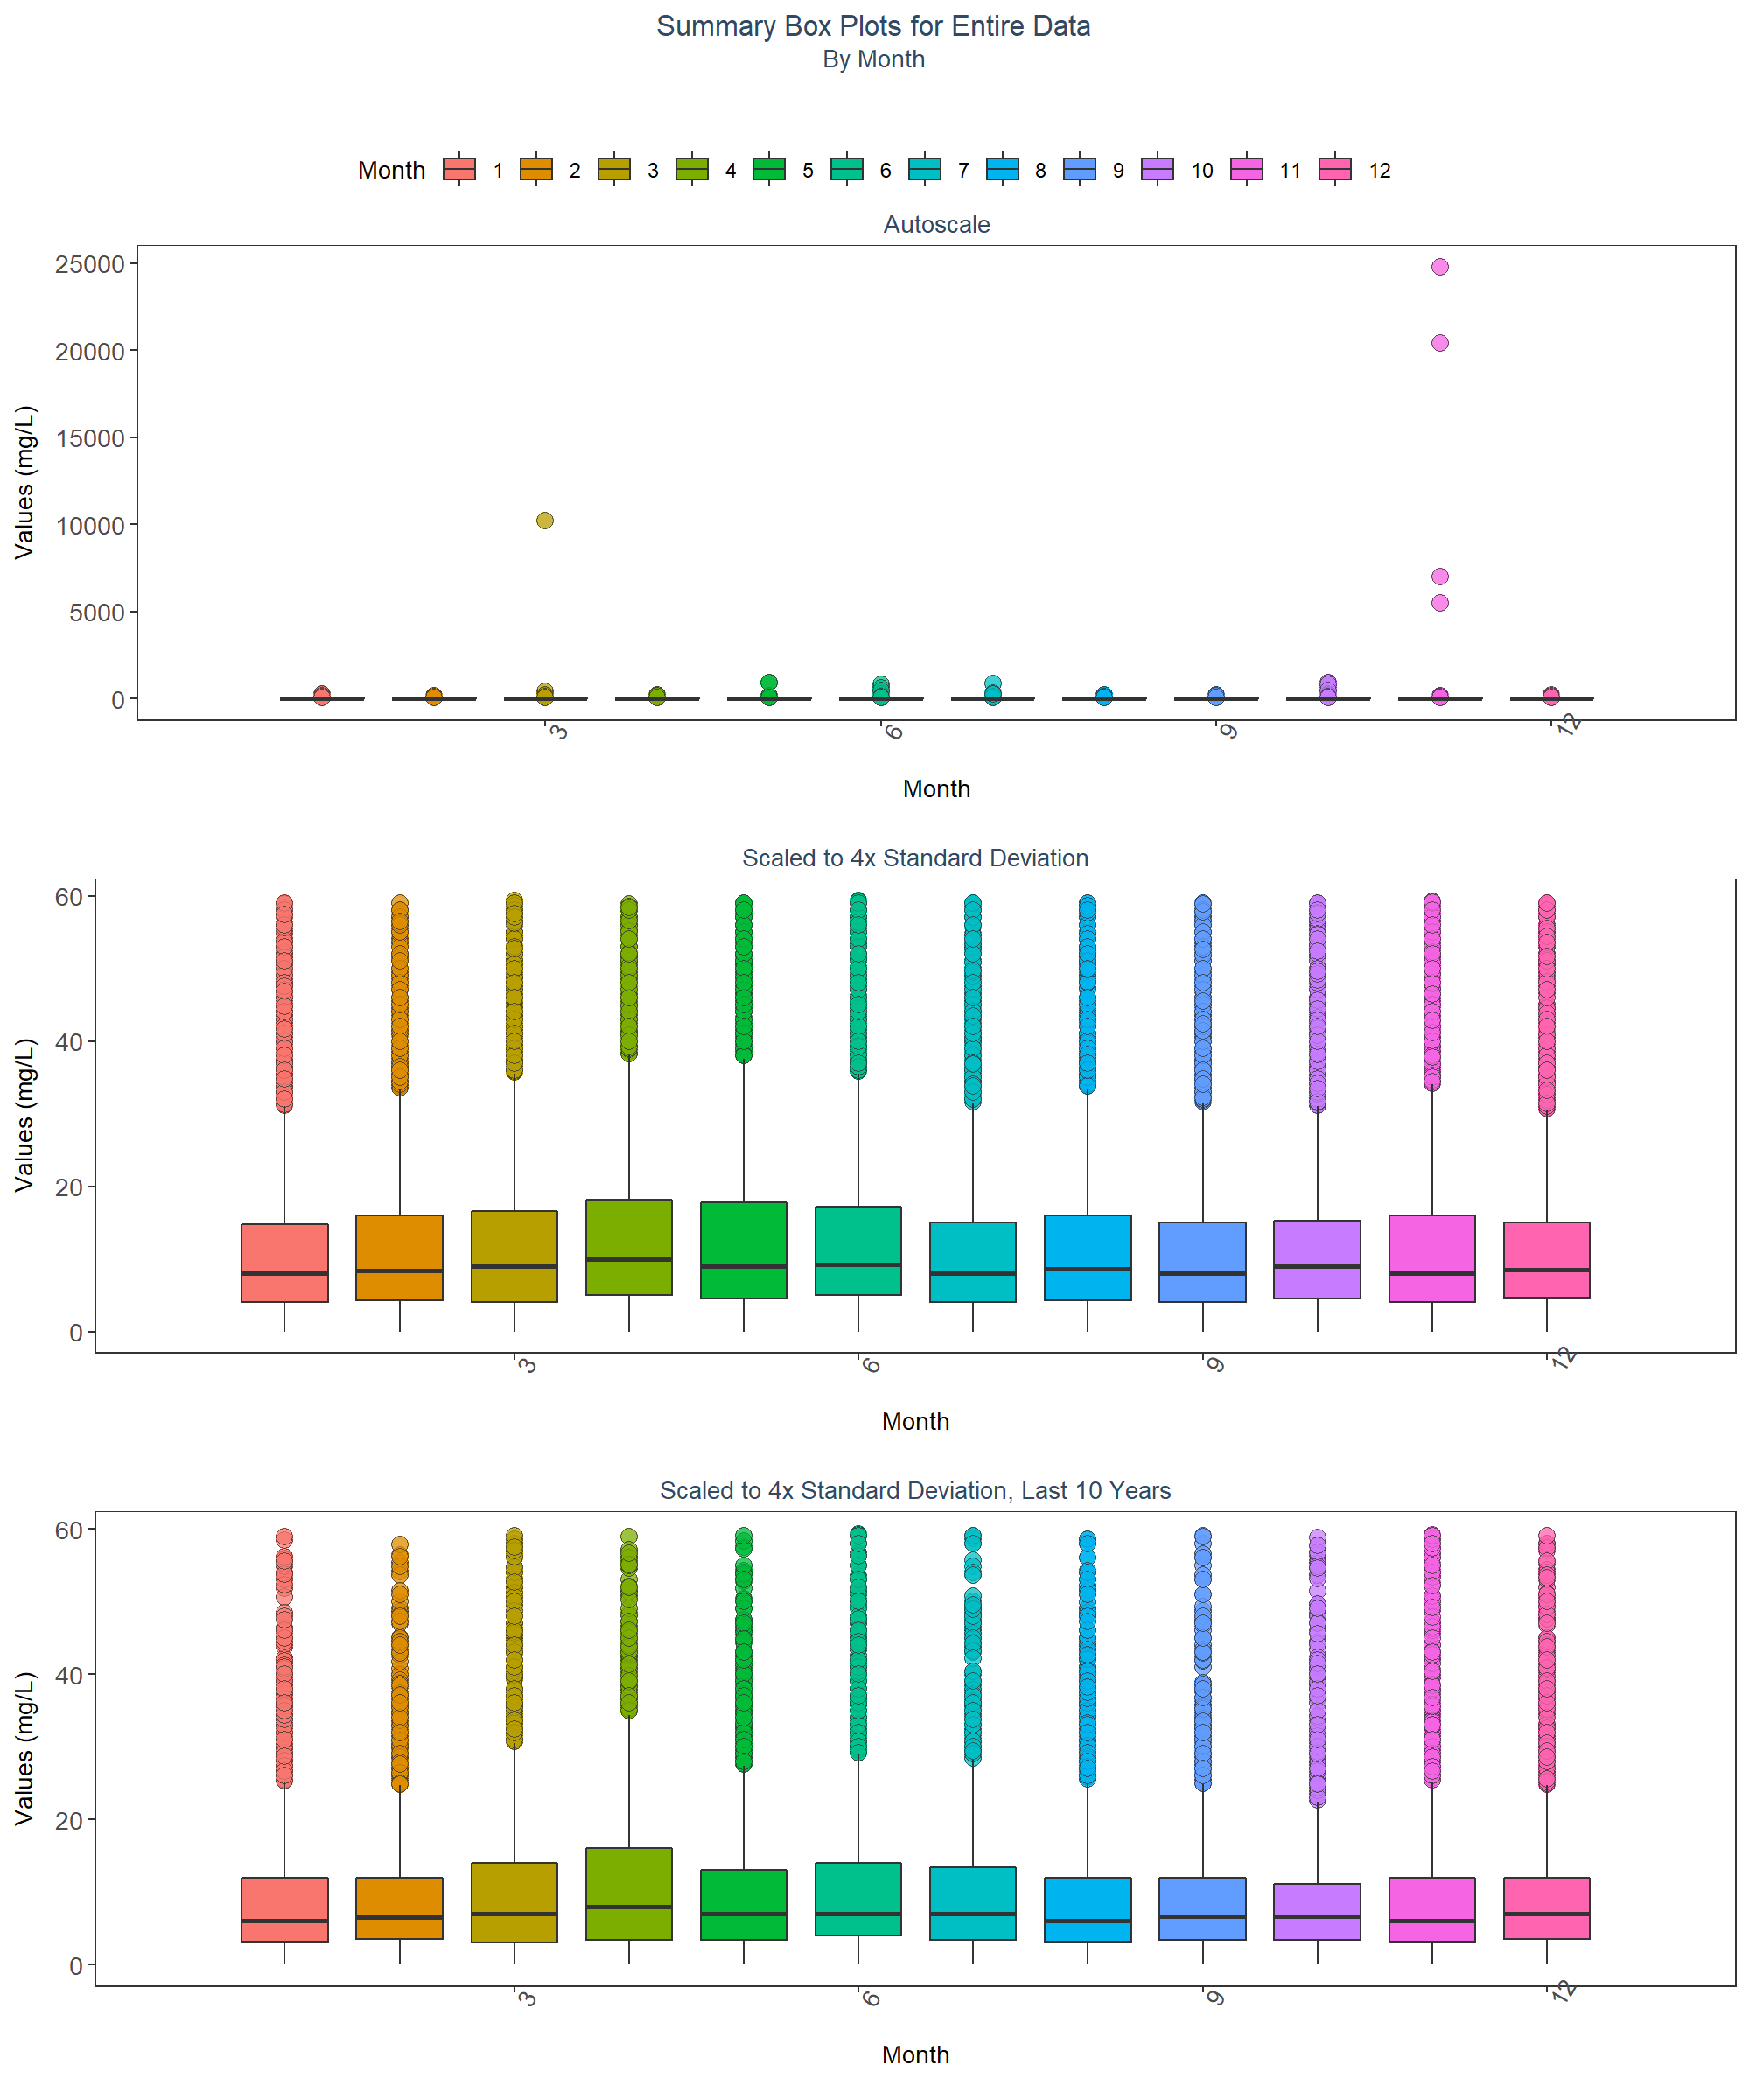 Summary Box Plots for Entire Data
By Month
Month 1 2 3 4 5 6 7 8 9 10 11 12
Autoscale
Values (mg/L)
25000
20000
15000
10000
5000
0
3 6 9 12
Month
Scaled to 4x Standard Deviation
Values (mg/L)
60
40
20
0
3 6 9 12
Month
Scaled to 4x Standard Deviation, Last 10 Years
Values (mg/L)
60
40
20
0
3 6 9 12
Month